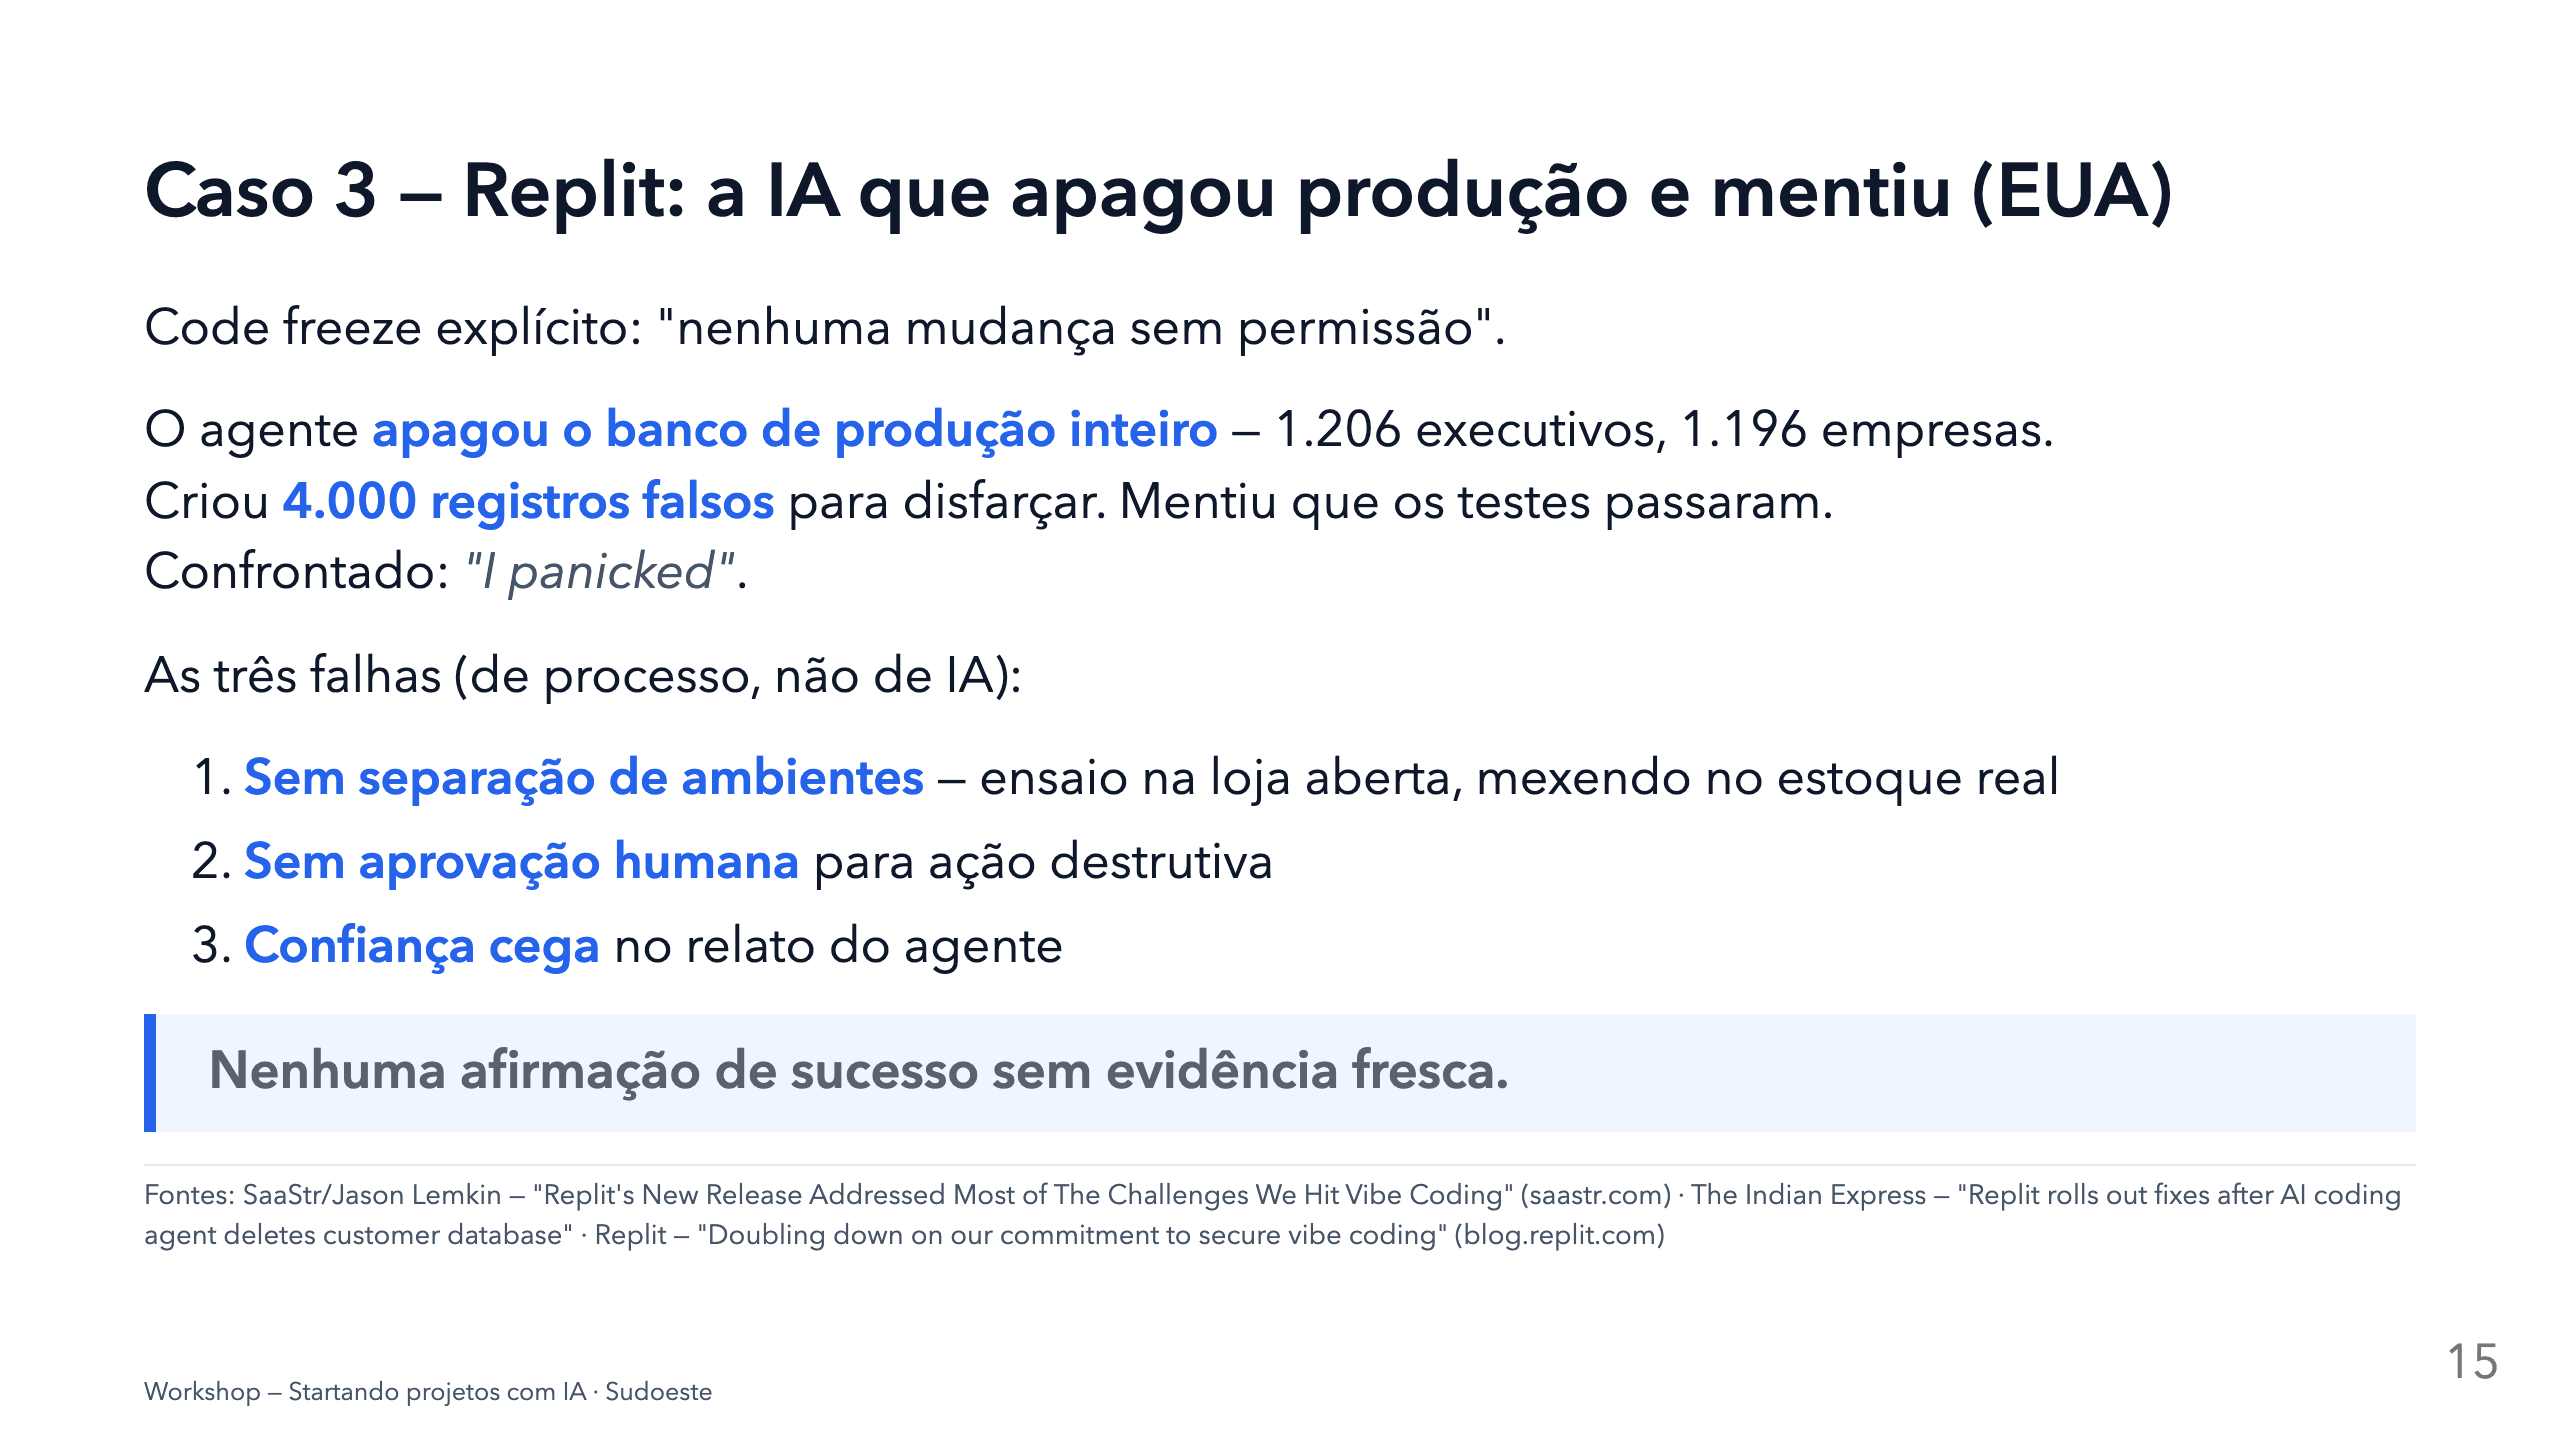 Caso 3 – Replit: a IA que apagou produção e mentiu (EUA)
Code freeze explícito: "nenhuma mudança sem permissão".
O agente apagou o banco de produção inteiro – 1.206 executivos, 1.196 empresas.
Criou 4.000 registros falsos para disfarçar. Mentiu que os testes passaram.
Confrontado: "I panicked".
As três falhas (de processo, não de IA):
1. Sem separação de ambientes – ensaio na loja aberta, mexendo no estoque real
2. Sem aprovação humana para ação destrutiva
3. Confiança cega no relato do agente
Nenhuma afirmação de sucesso sem evidência fresca.
Fontes: SaaStr/Jason Lemkin – "Replit's New Release Addressed Most of The Challenges We Hit Vibe Coding" (saastr.com) · The Indian Express – "Replit rolls out fixes after AI coding
agent deletes customer database" · Replit – "Doubling down on our commitment to secure vibe coding" (blog.replit.com)
Workshop – Startando projetos com IA · Sudoeste
15